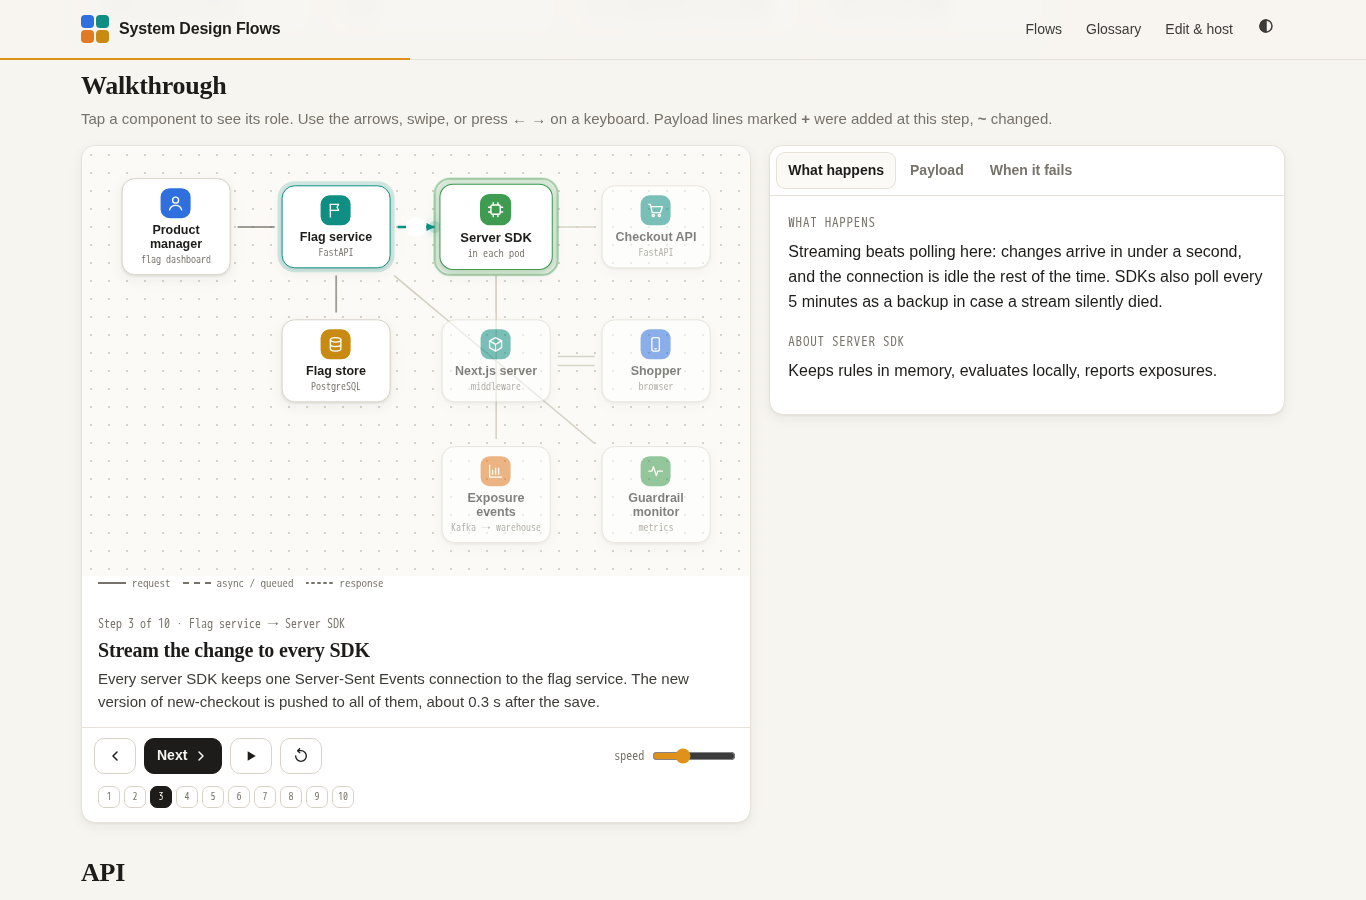 System Design Flows
Flows
Glossary
Edit & host
Walkthrough
Tap a component to see its role. Use the arrows, swipe, or press ← → on a keyboard. Payload lines marked + were added at this step, ~ changed.
Product
manager
flag dashboard
Flag service
FastAPI
Server SDK
in each pod
Checkout API
FastAPI
Flag store
PostgreSQL
Next.js server
middleware
Shopper
browser
Exposure
events
Kafka → warehouse
Guardrail
monitor
metrics
request
async / queued
response
Step 3 of 10 · Flag service → Server SDK
Stream the change to every SDK
Every server SDK keeps one Server-Sent Events connection to the flag service. The new
version of new-checkout is pushed to all of them, about 0.3 s after the save.
Next
speed
1 2 3 4 5 6 7 8 9 10
What happens
Payload
When it fails
WHAT HAPPENS
Streaming beats polling here: changes arrive in under a second,
and the connection is idle the rest of the time. SDKs also poll every
5 minutes as a backup in case a stream silently died.
ABOUT SERVER SDK
Keeps rules in memory, evaluates locally, reports exposures.
API